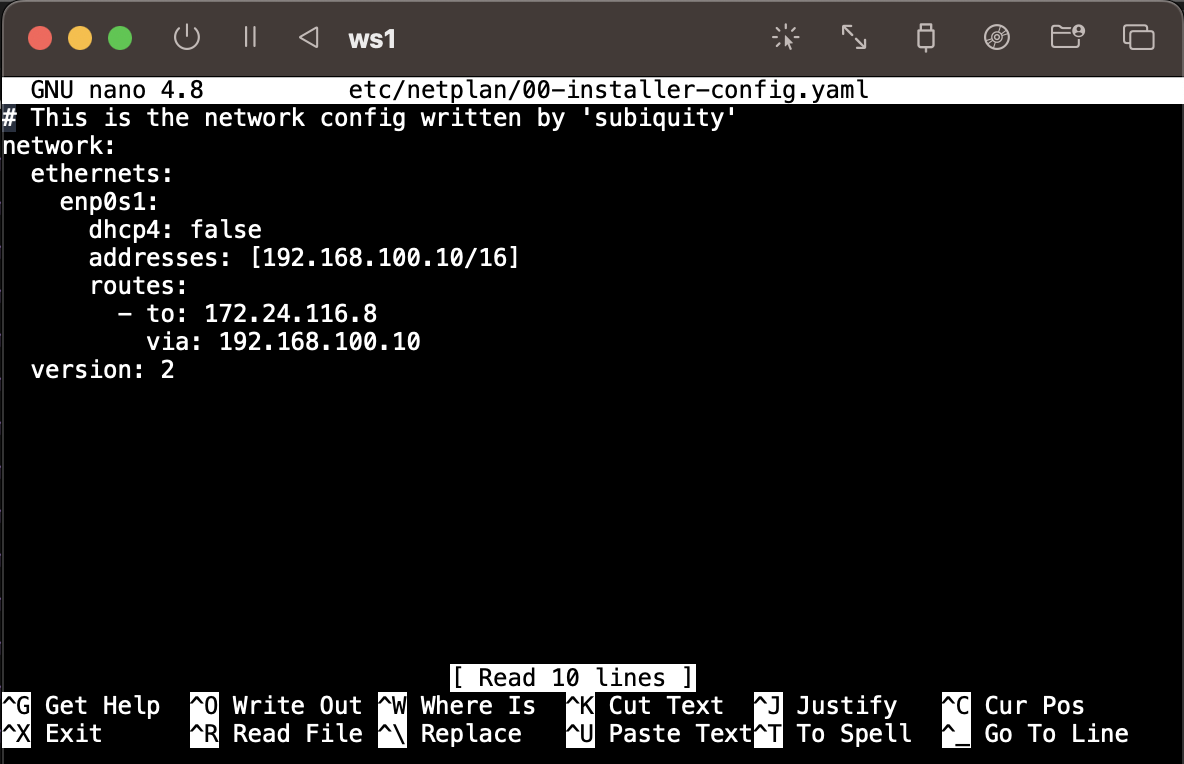 ws1
GNU nano 4.8 etc/netplan/00-installer-config.yaml
# This is the network config written by 'subiquity'
network:
  ethernets:
    enp0s1:
      dhcp4: false
      addresses: [192.168.100.10/16]
      routes:
        - to: 172.24.116.8
          via: 192.168.100.10
  version: 2
[ Read 10 lines ]
^G Get Help ^O Write Out ^W Where Is ^K Cut Text ^J Justify ^C Cur Pos
^X Exit ^R Read File ^\ Replace ^U Paste Text ^T To Spell ^_ Go To Line